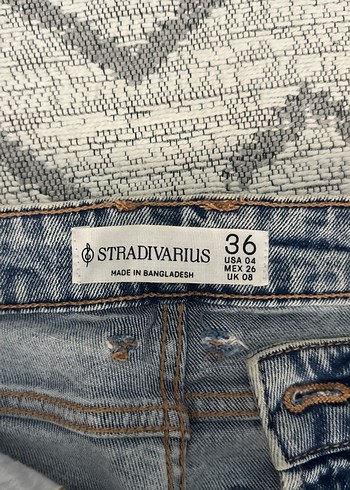 STRADIVARIUS
MADE IN BANGLADESH
36
USA 04
MEX 26
UK 08